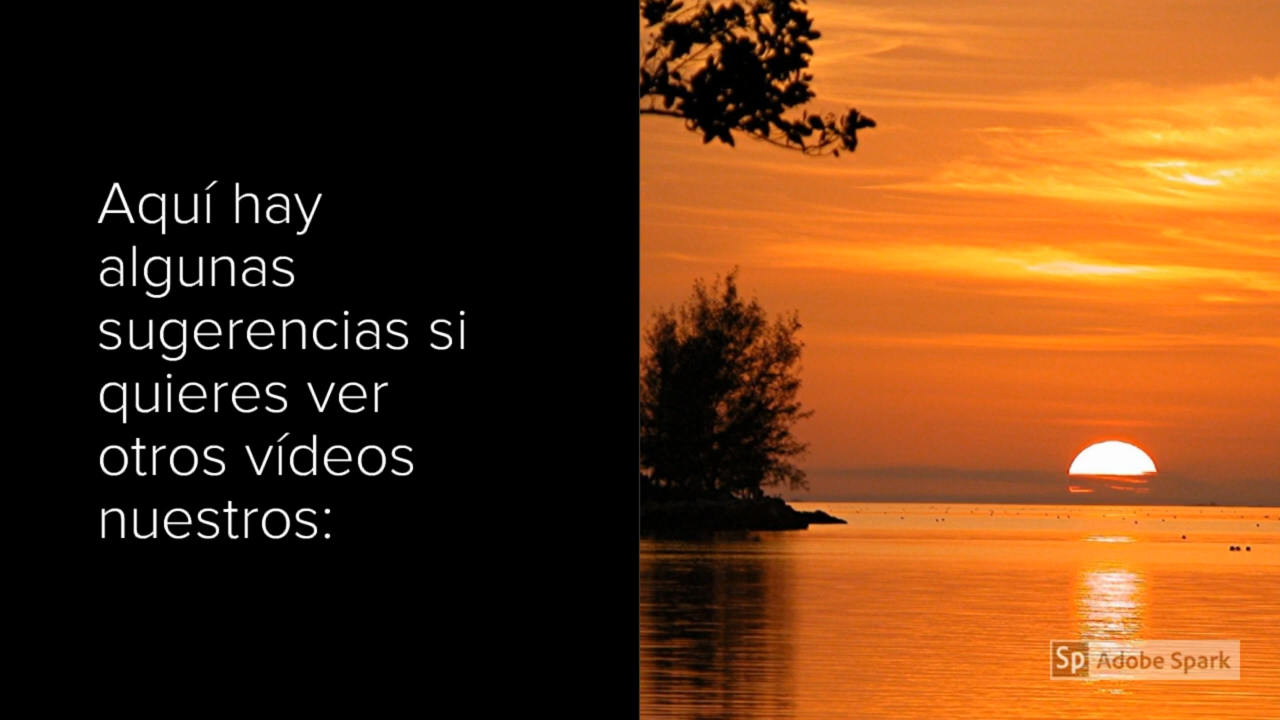 Aquí hay
algunas
sugerencias si
quieres ver
otros vídeos
nuestros:
Sp Adobe Spark